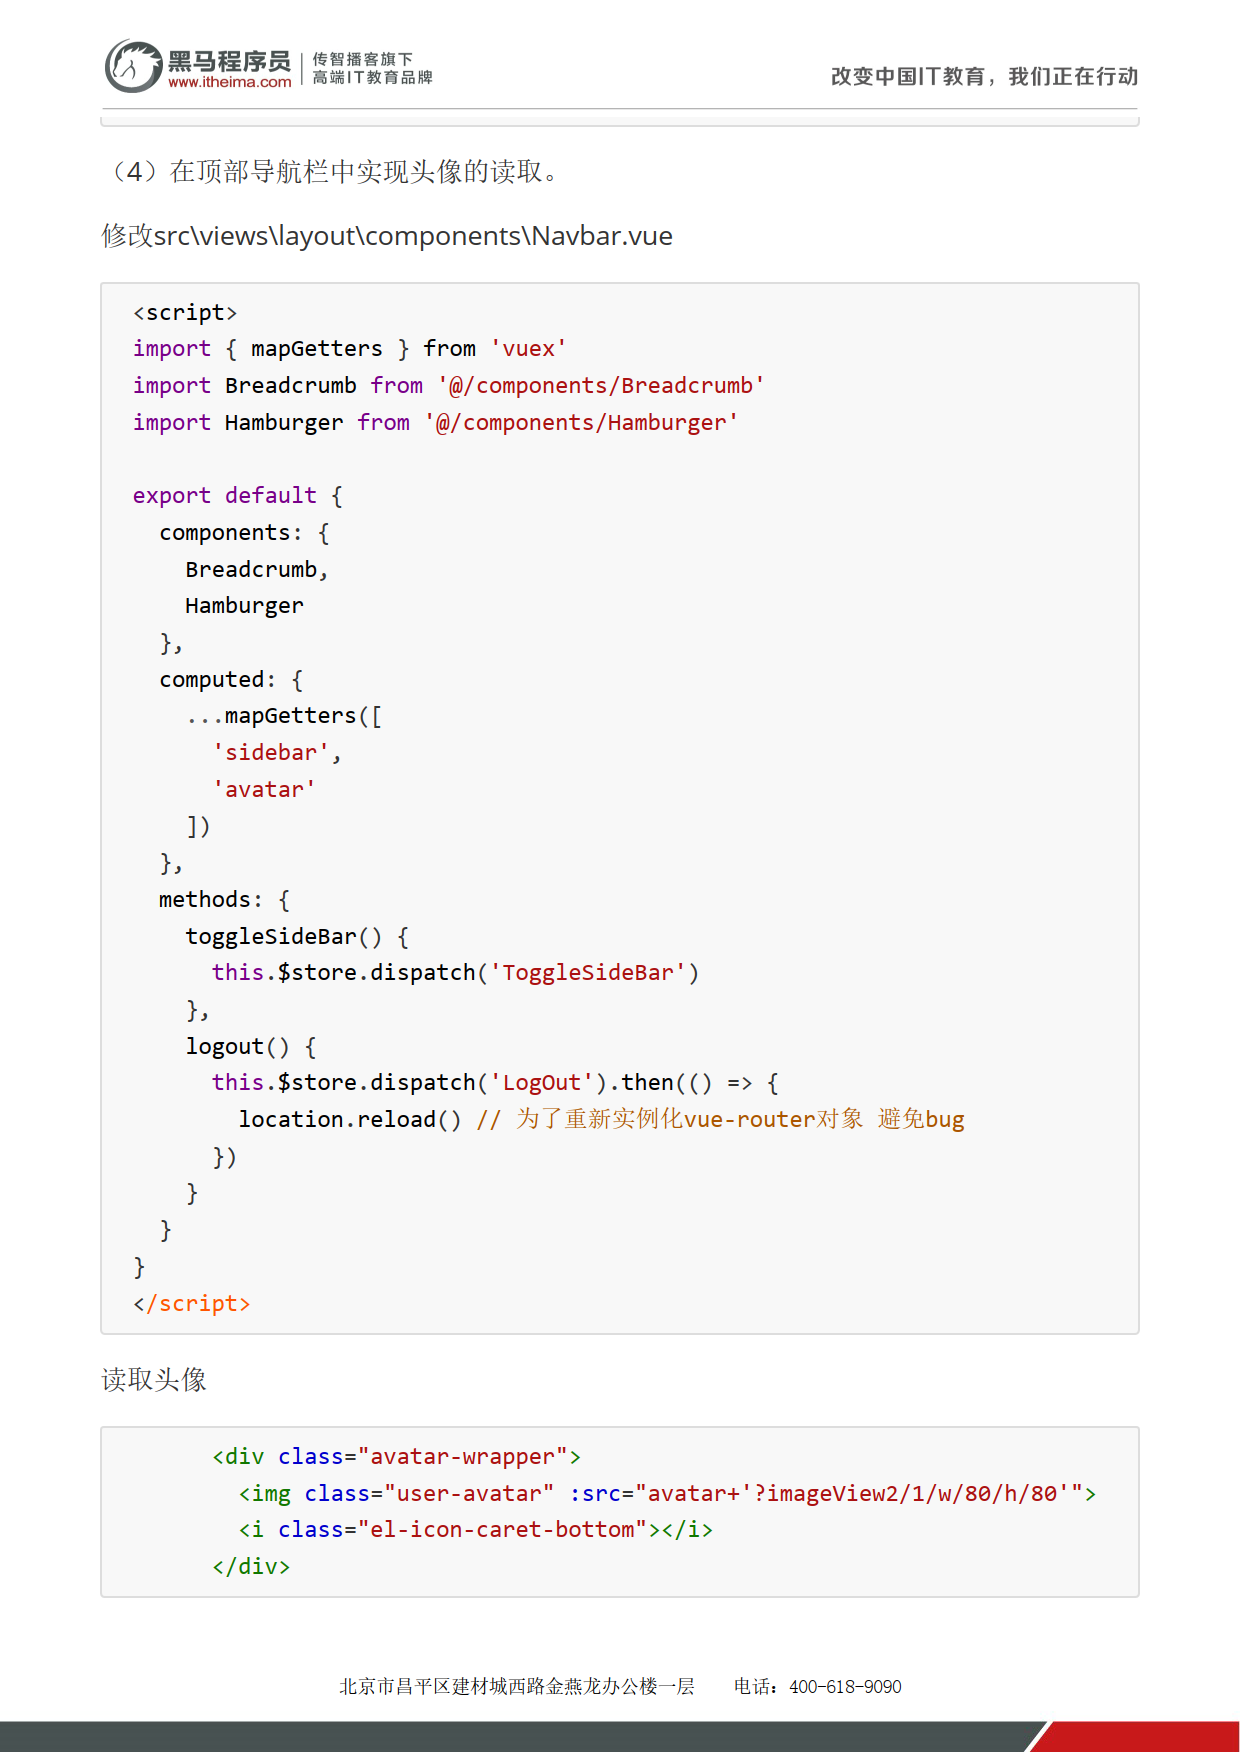 黑马程序员
www.itheima.com
传智播客旗下
高端IT教育品牌
改变中国IT教育，我们正在行动
（4）在顶部导航栏中实现头像的读取。
修改src\views\layout\components\Navbar.vue
<script>
import { mapGetters } from 'vuex'
import Breadcrumb from '@/components/Breadcrumb'
import Hamburger from '@/components/Hamburger'

export default {
  components: {
    Breadcrumb,
    Hamburger
  },
  computed: {
    ...mapGetters([
      'sidebar',
      'avatar'
    ])
  },
  methods: {
    toggleSideBar() {
      this.$store.dispatch('ToggleSideBar')
    },
    logout() {
      this.$store.dispatch('LogOut').then(() => {
        location.reload() // 为了重新实例化vue-router对象 避免bug
      })
    }
  }
}
</script>
读取头像
      <div class="avatar-wrapper">
        <img class="user-avatar" :src="avatar+'?imageView2/1/w/80/h/80'">
        <i class="el-icon-caret-bottom"></i>
      </div>
北京市昌平区建材城西路金燕龙办公楼一层 电话：400-618-9090